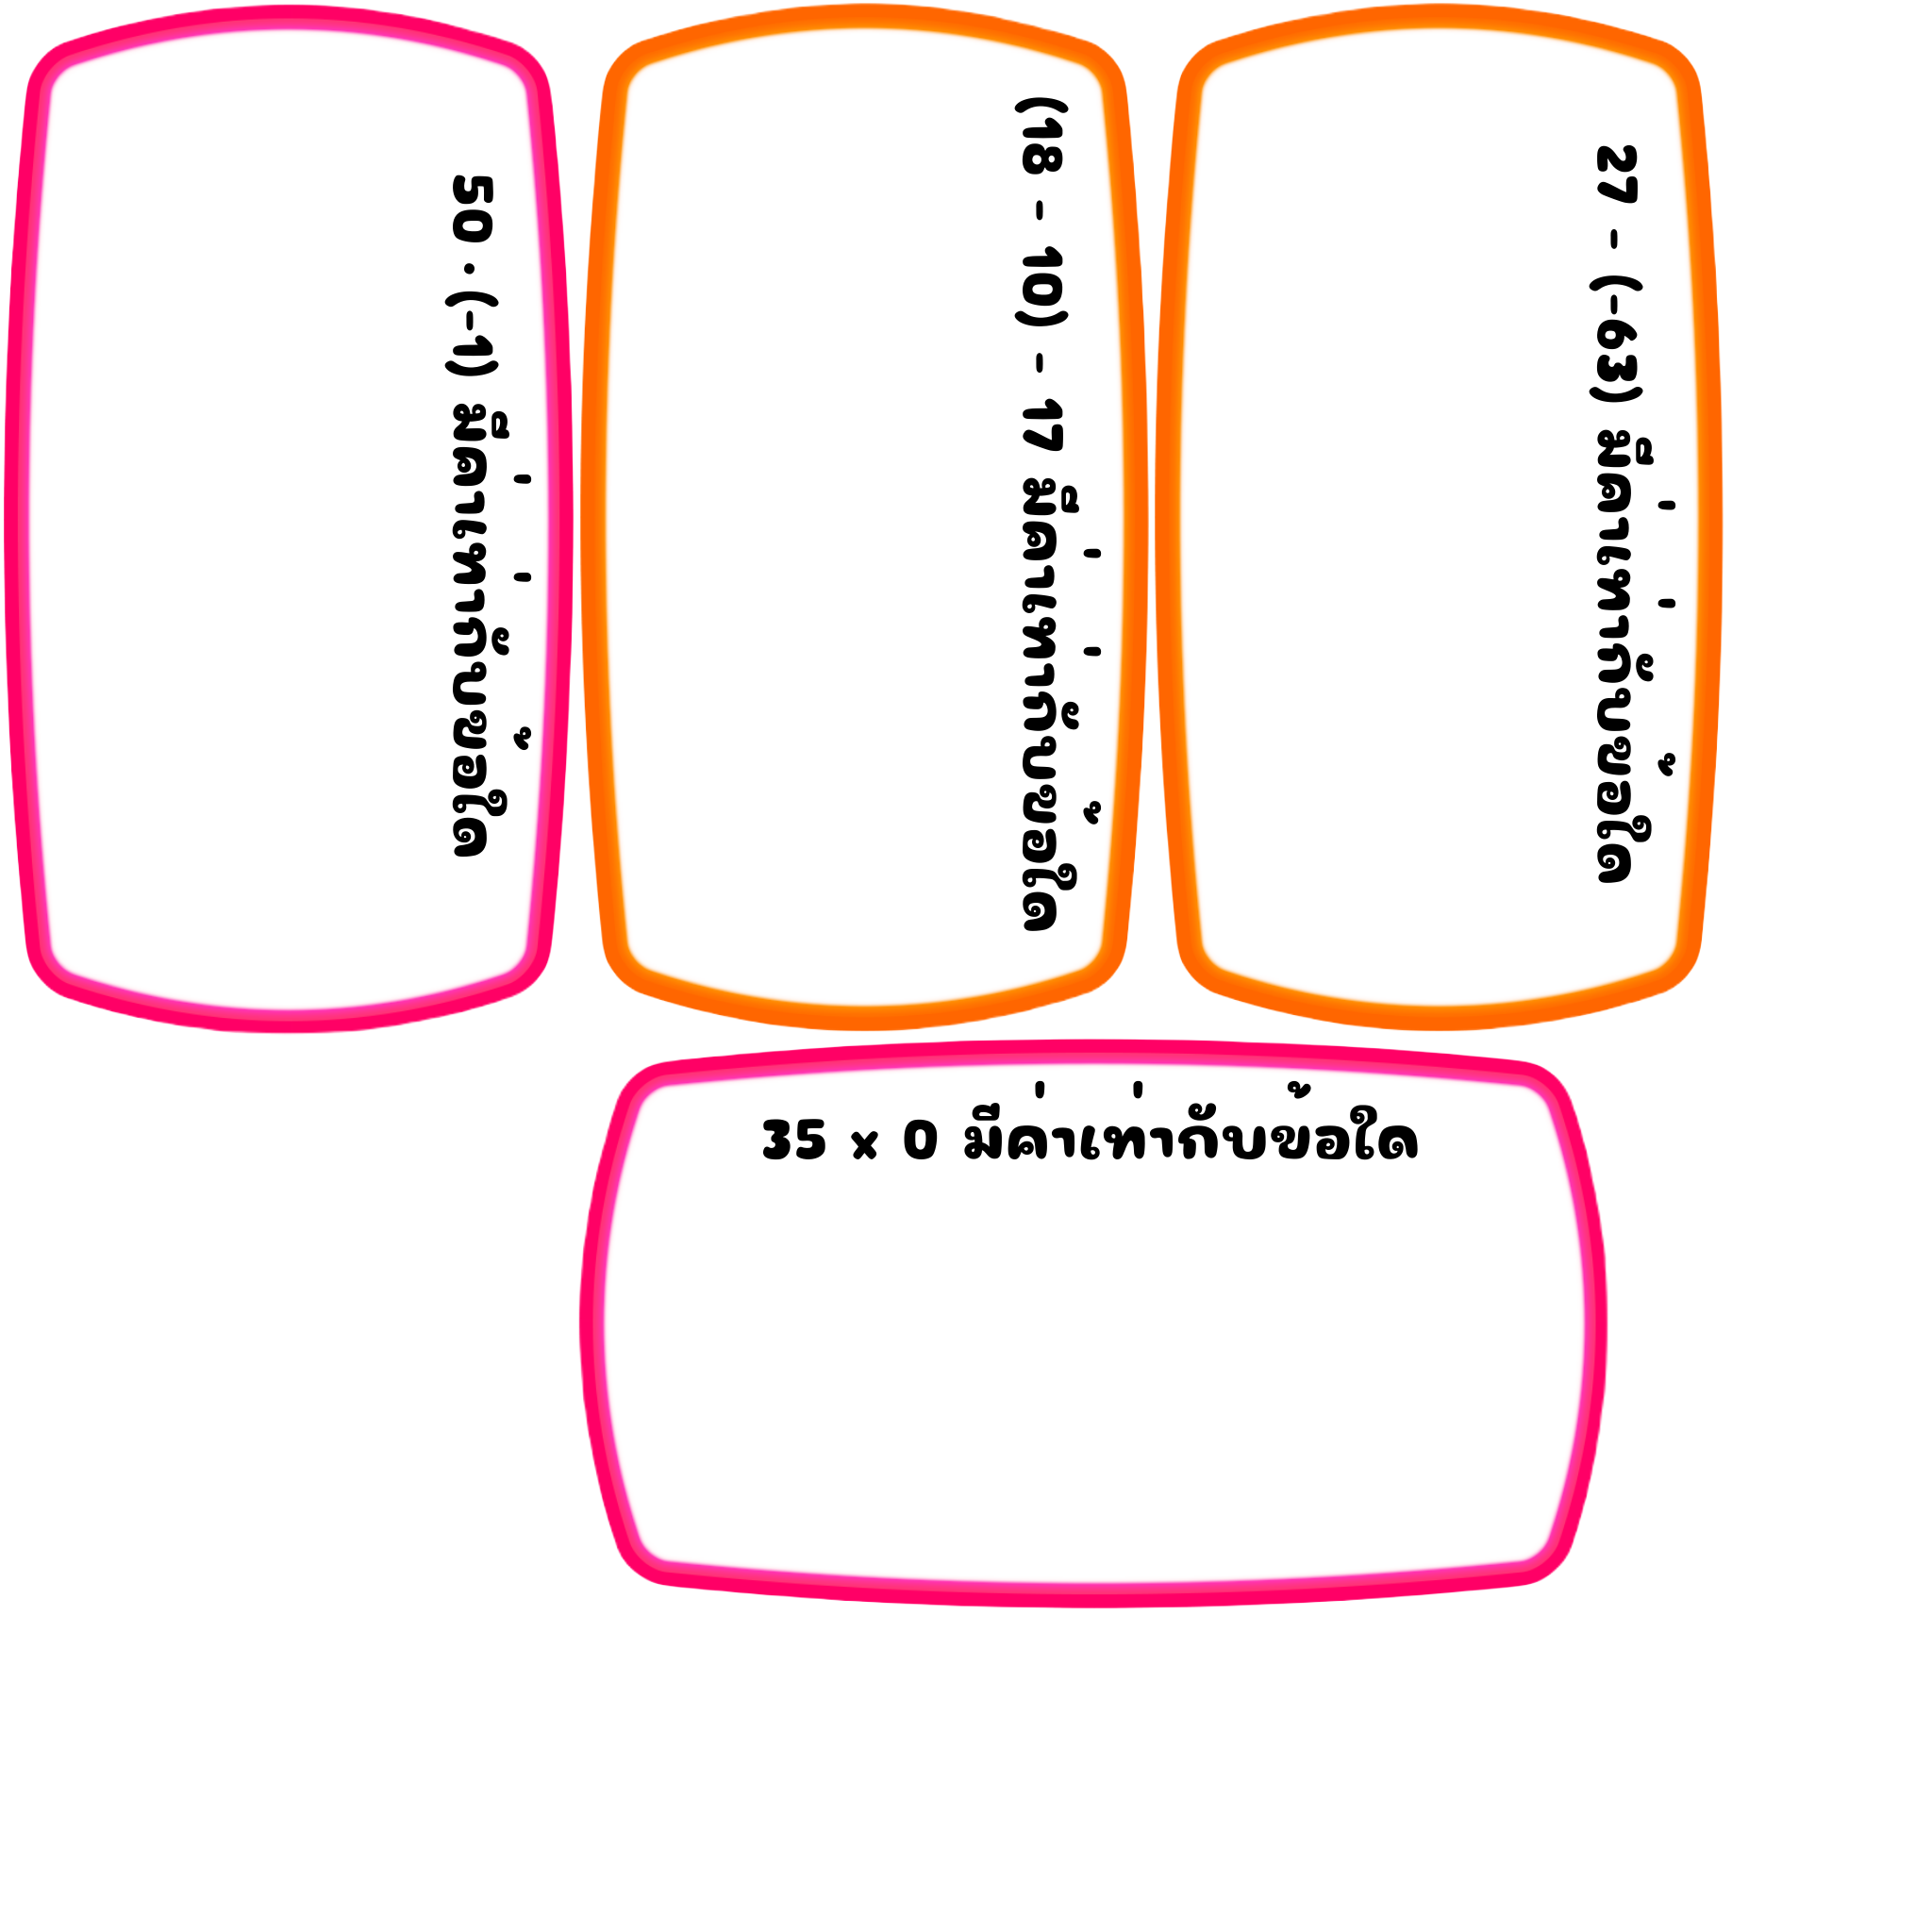 50 · (-1) มีค่าเท่ากับข้อใด
(18 - 10) - 17 มีค่าเท่ากับข้อใด
27 - (-63) มีค่าเท่ากับข้อใด
35 × 0 มีค่าเท่ากับข้อใด